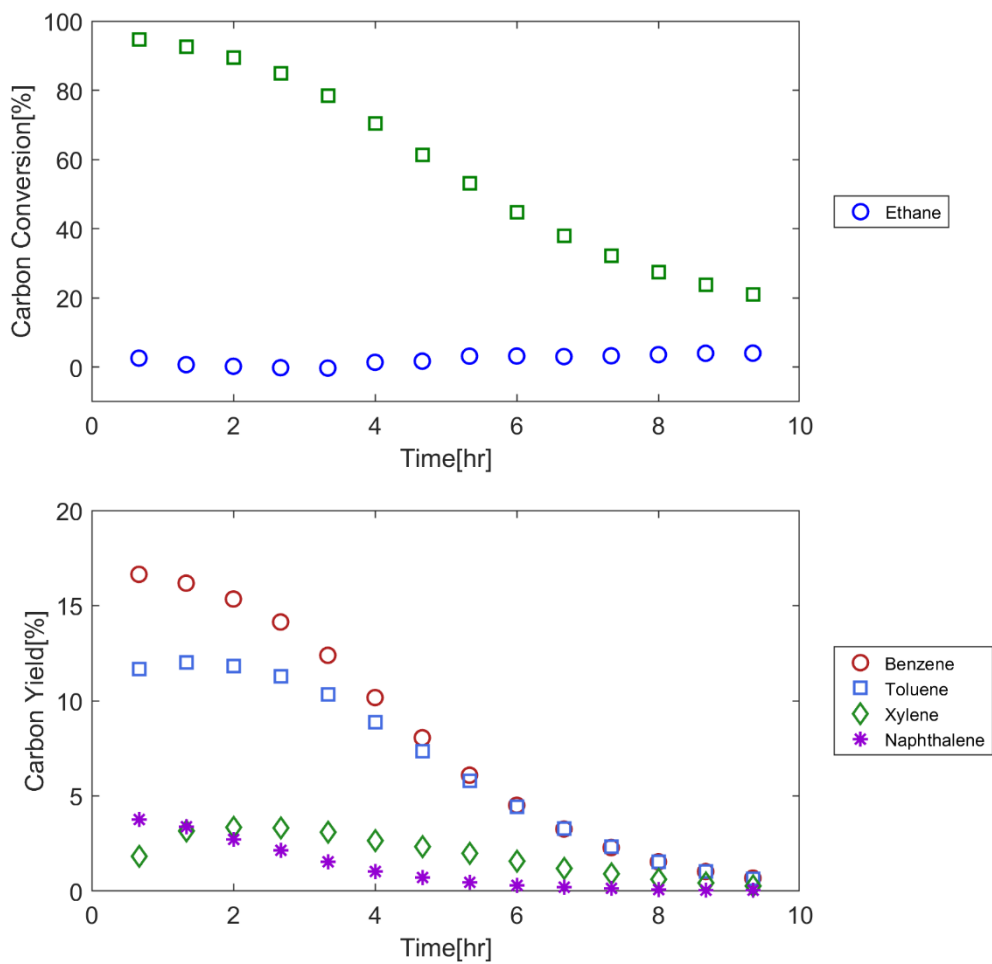 100
80
60
40
20
0
Carbon Conversion[%]
0 2 4 6 8 10
Time[hr]
Ethane
20
15
10
5
0
Carbon Yield[%]
0 2 4 6 8 10
Time[hr]
Benzene
Toluene
Xylene
Naphthalene